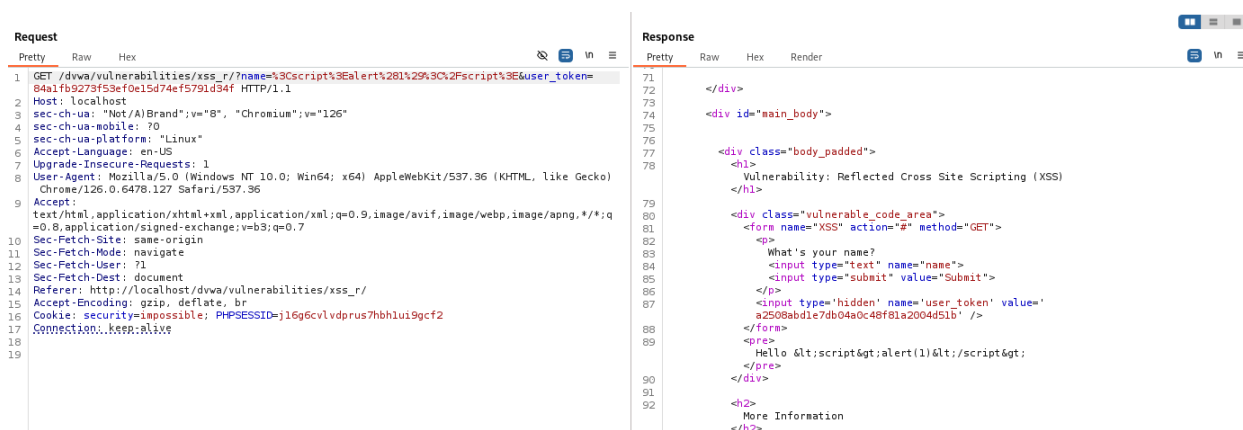 Request
Pretty Raw Hex \n
1 GET /dvwa/vulnerabilities/xss_r/?name=%3Cscript%3Ealert%281%29%3C%2Fscript%3E&user_token=
84a1fb9273f53ef0e15d74ef5791d34f HTTP/1.1
2 Host: localhost
3 sec-ch-ua: "Not/A)Brand";v="8", "Chromium";v="126"
4 sec-ch-ua-mobile: ?0
5 sec-ch-ua-platform: "Linux"
6 Accept-Language: en-US
7 Upgrade-Insecure-Requests: 1
8 User-Agent: Mozilla/5.0 (Windows NT 10.0; Win64; x64) AppleWebKit/537.36 (KHTML, like Gecko)
Chrome/126.0.6478.127 Safari/537.36
9 Accept:
text/html,application/xhtml+xml,application/xml;q=0.9,image/avif,image/webp,image/apng,*/*;q
=0.8,application/signed-exchange;v=b3;q=0.7
10 Sec-Fetch-Site: same-origin
11 Sec-Fetch-Mode: navigate
12 Sec-Fetch-User: ?1
13 Sec-Fetch-Dest: document
14 Referer: http://localhost/dvwa/vulnerabilities/xss_r/
15 Accept-Encoding: gzip, deflate, br
16 Cookie: security=impossible; PHPSESSID=j16g6cvlvdprus7hbh1ui9gcf2
17 Connection: keep-alive
18
19
Response
Pretty Raw Hex Render \n
71
72 </div>
73
74 <div id="main_body">
75
76
77 <div class="body_padded">
78 <h1>
Vulnerability: Reflected Cross Site Scripting (XSS)
</h1>
79
80 <div class="vulnerable_code_area">
81 <form name="XSS" action="#" method="GET">
82 <p>
83 What's your name?
84 <input type="text" name="name">
85 <input type="submit" value="Submit">
86 </p>
87 <input type='hidden' name='user_token' value='
a2508abd1e7db04a0c48f81a2004d51b' />
88 </form>
89 <pre>
Hello &lt;script&gt;alert(1)&lt;/script&gt;
</pre>
90 </div>
91
92 <h2>
More Information
</h2>